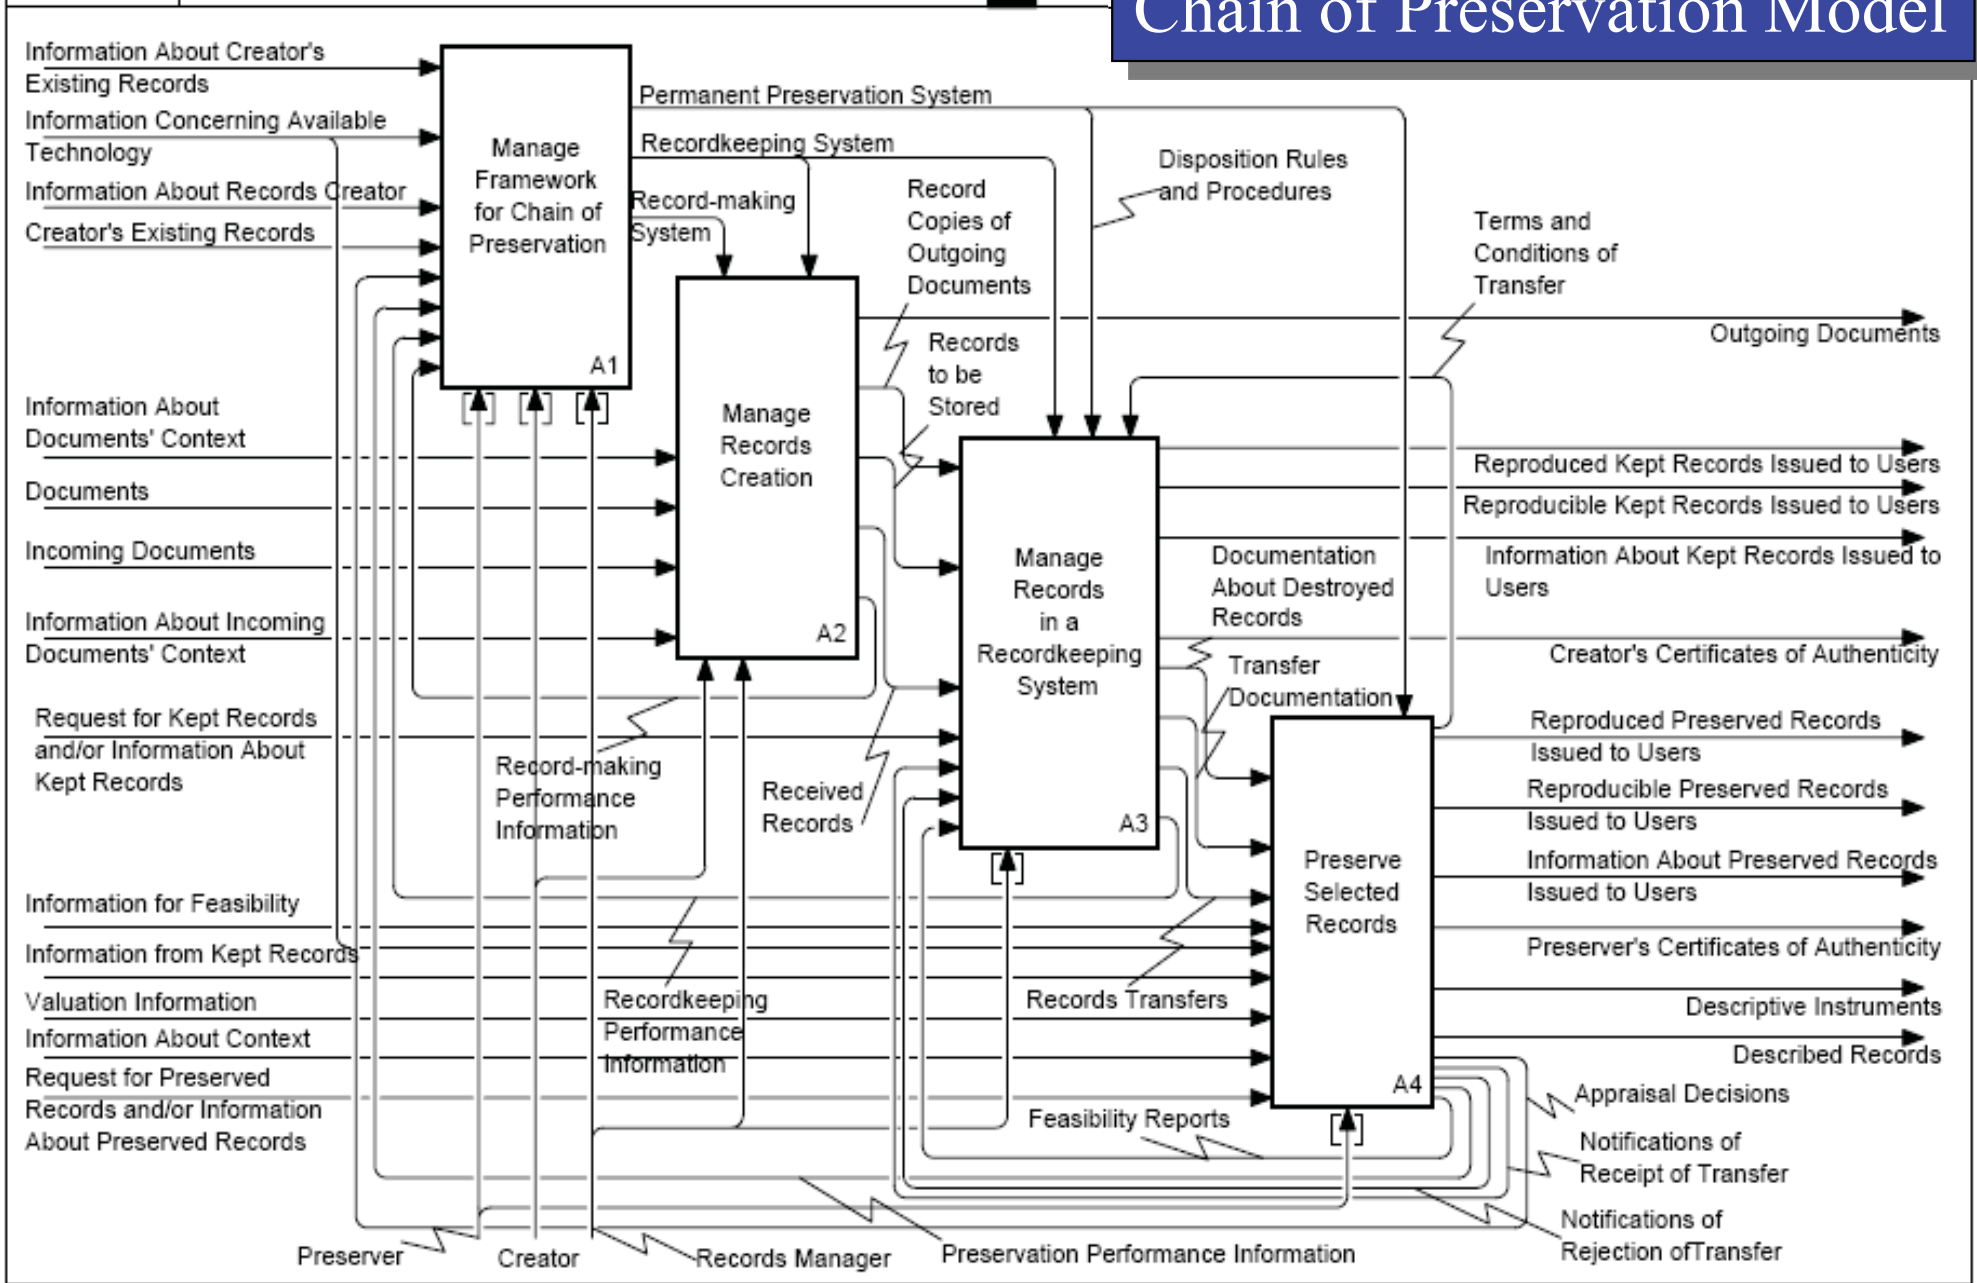 Chain of Preservation Model
Information About Creator's
Existing Records
Information Concerning Available
Technology
Information About Records Creator
Creator's Existing Records
Manage
Framework
for Chain of
Preservation
A1
Permanent Preservation System
Recordkeeping System
Record-making
System
Record
Copies of
Outgoing
Documents
Disposition Rules
and Procedures
Terms and
Conditions of
Transfer
Outgoing Documents
Records
to be
Stored
Information About
Documents' Context
Documents
Incoming Documents
Information About Incoming
Documents' Context
Manage
Records
Creation
A2
Reproduced Kept Records Issued to Users
Reproducible Kept Records Issued to Users
Information About Kept Records Issued to
Users
Creator's Certificates of Authenticity
Manage
Records
in a
Recordkeeping
System
A3
Documentation
About Destroyed
Records
Transfer
Documentation
Request for Kept Records
and/or Information About
Kept Records
Record-making
Performance
Information
Received
Records
Reproduced Preserved Records
Issued to Users
Reproducible Preserved Records
Issued to Users
Information About Preserved Records
Issued to Users
Preserver's Certificates of Authenticity
Descriptive Instruments
Described Records
Preserve
Selected
Records
A4
Information for Feasibility
Information from Kept Records
Valuation Information
Information About Context
Request for Preserved
Records and/or Information
About Preserved Records
Recordkeeping
Performance
Information
Records Transfers
Feasibility Reports
Appraisal Decisions
Notifications of
Receipt of Transfer
Notifications of
Rejection ofTransfer
Preserver
Creator
Records Manager
Preservation Performance Information